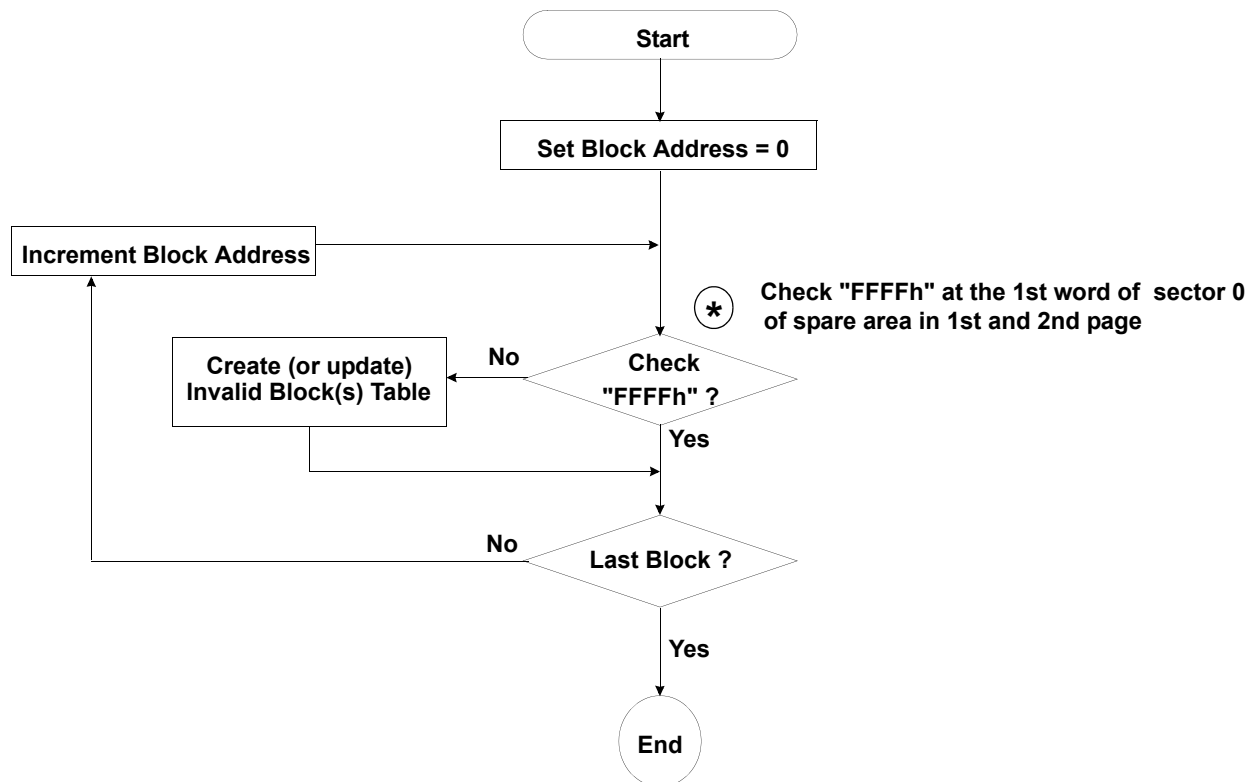 Start
Set Block Address = 0
Increment Block Address
*
Check "FFFFh" at the 1st word of sector 0
of spare area in 1st and 2nd page
No
Create (or update)
Invalid Block(s) Table
Check
"FFFFh" ?
Yes
No
Last Block ?
Yes
End